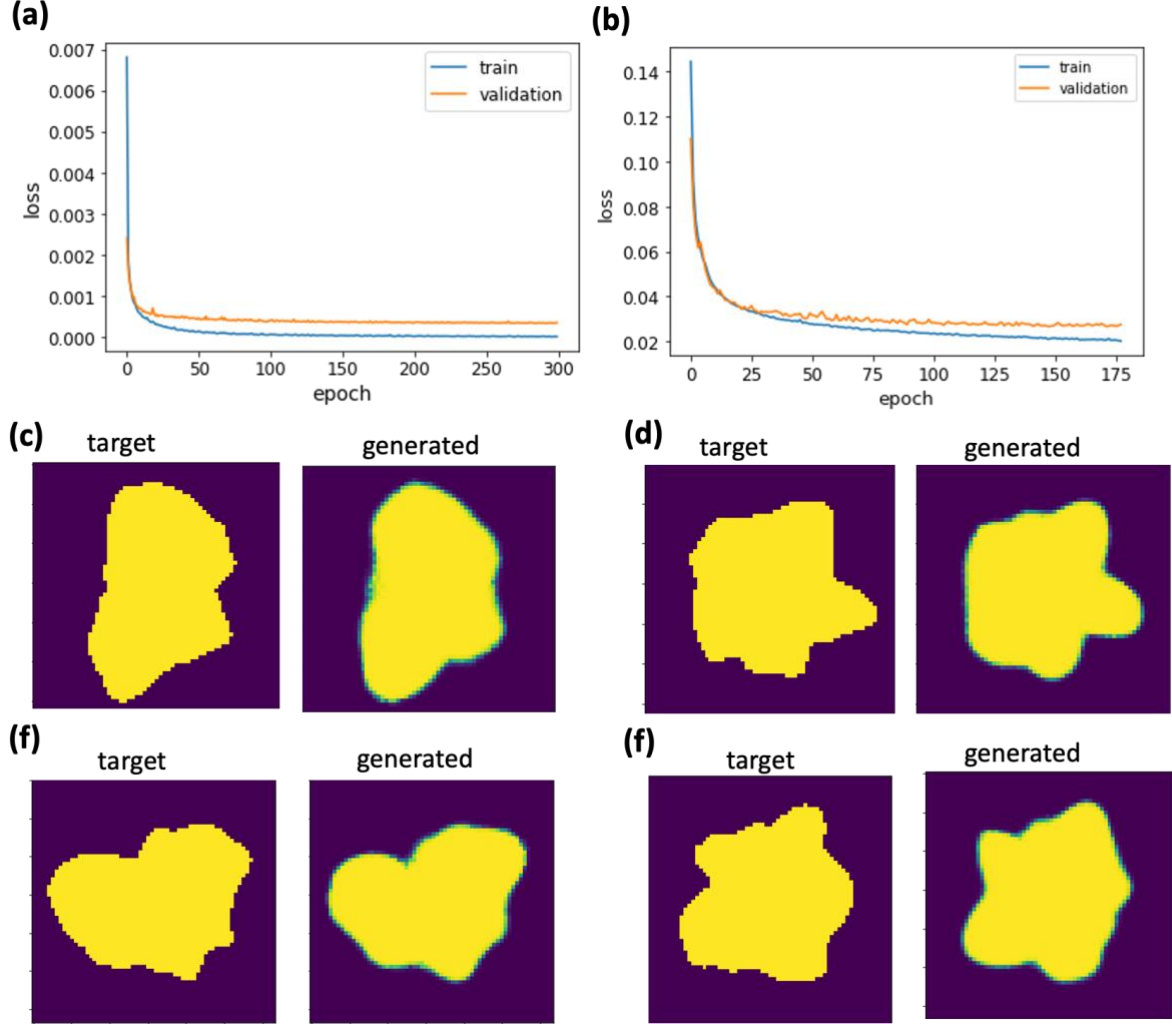 (a)
0.007
0.006
0.005
0.004
0.003
0.002
0.001
0.000
loss
train
validation
0 50 100 150 200 250 300
epoch
(b)
0.14
0.12
0.10
0.08
0.06
0.04
0.02
loss
train
validation
0 25 50 75 100 125 150 175
epoch
(c)
target generated
(d)
target generated
(f)
target generated
(f)
target generated